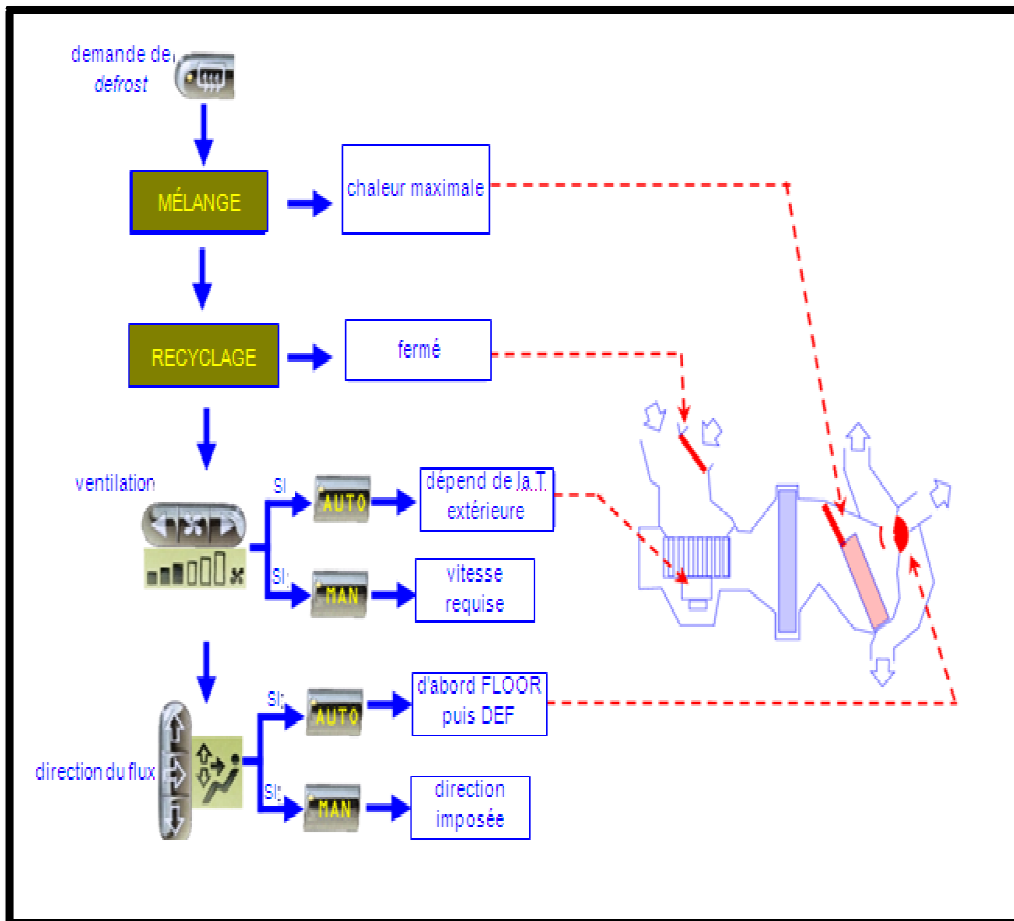 demande de
defrost
MÉLANGE
chaleur maximale
RECYCLAGE
fermé
ventilation
SI
AUTO
dépend de la T.
extérieure
SI
MAN
vitesse
requise
direction du flux
SI
AUTO
d'abord FLOOR
puis DEF
SI
MAN
direction
imposée